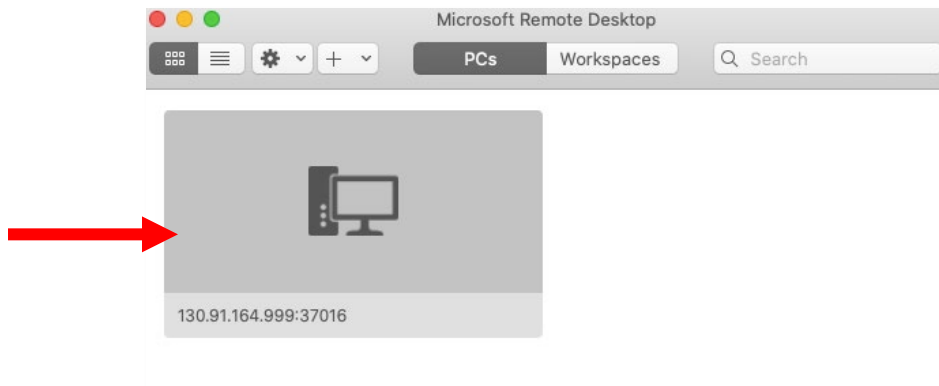 Microsoft Remote Desktop
PCs Workspaces Search
130.91.164.999:37016